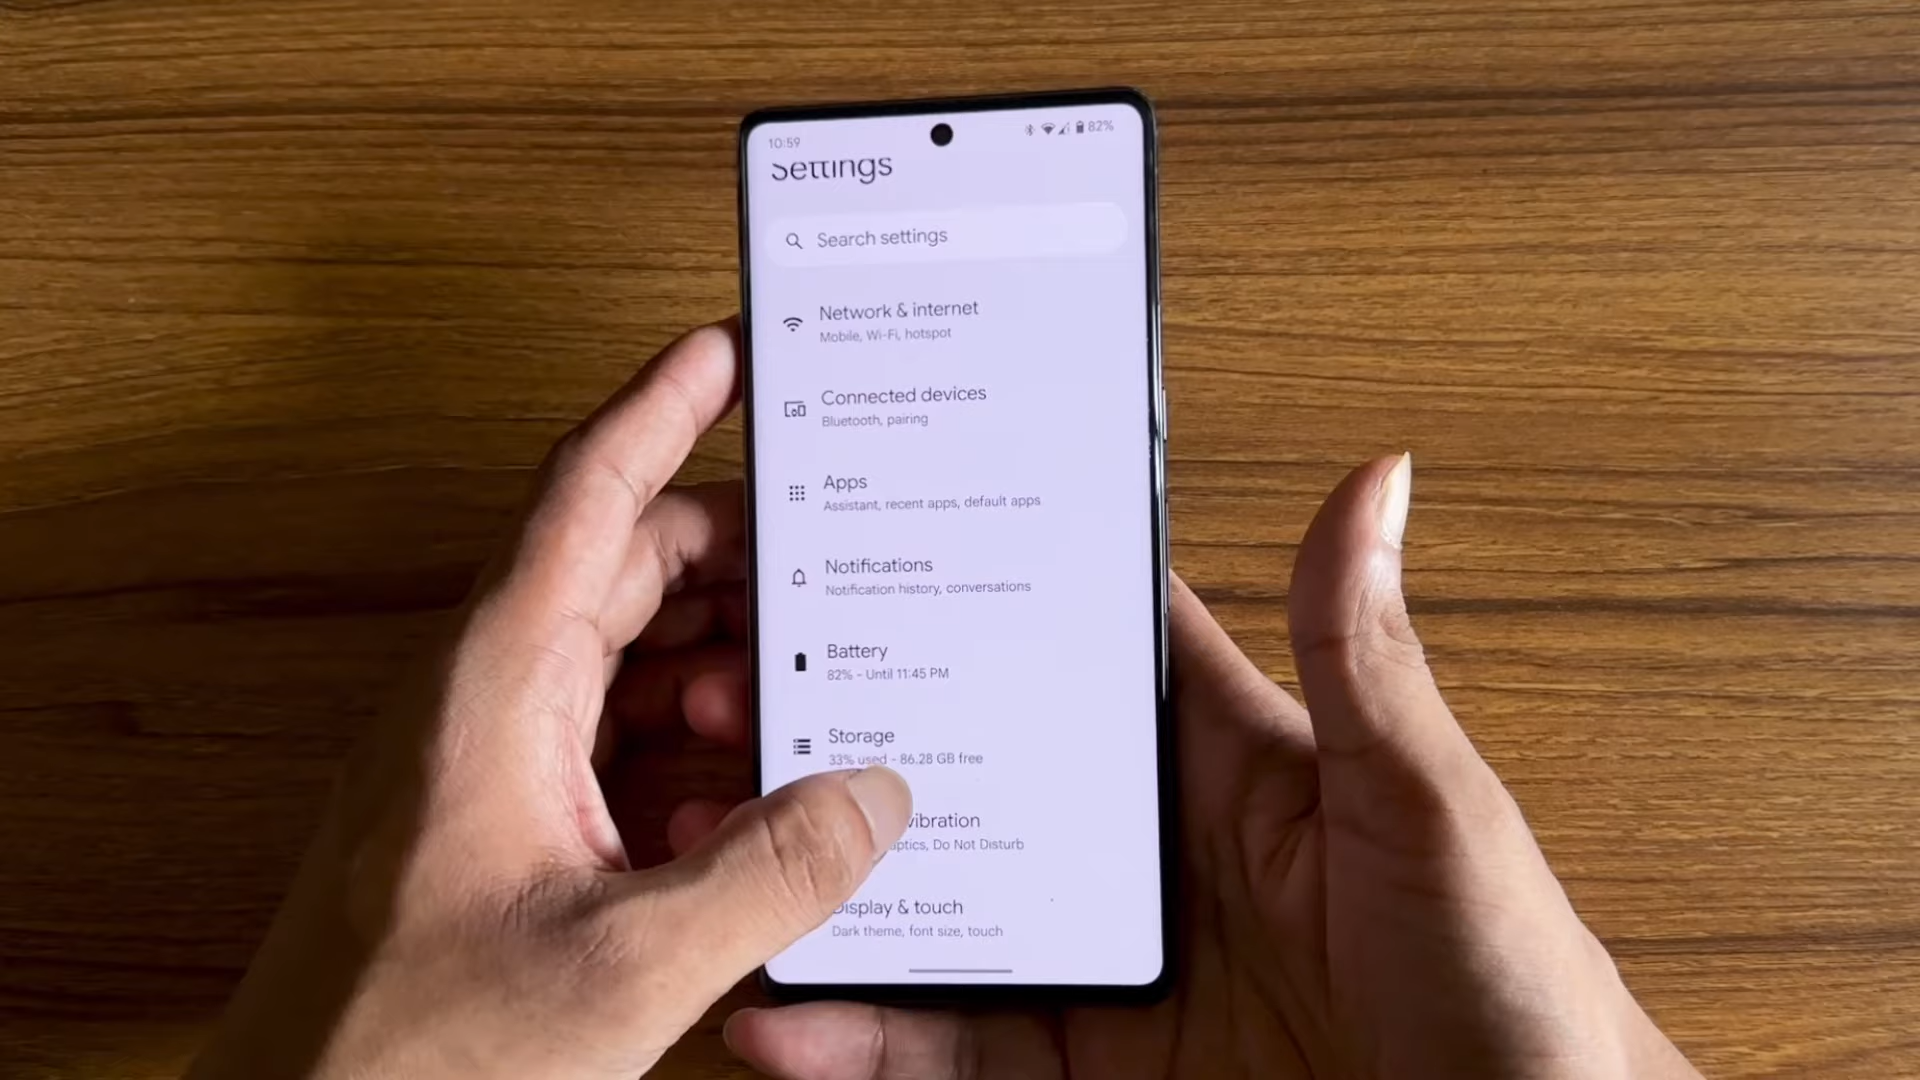 10:59
82%
Settings
Search settings
Network & internet
Mobile, Wi-Fi, hotspot
Connected devices
Bluetooth, pairing
Apps
Assistant, recent apps, default apps
Notifications
Notification history, conversations
Battery
82% - Until 11:45 PM
Storage
33% used - 86.28 GB free
vibration
Do Not Disturb
Display & touch
Dark theme, font size, touch